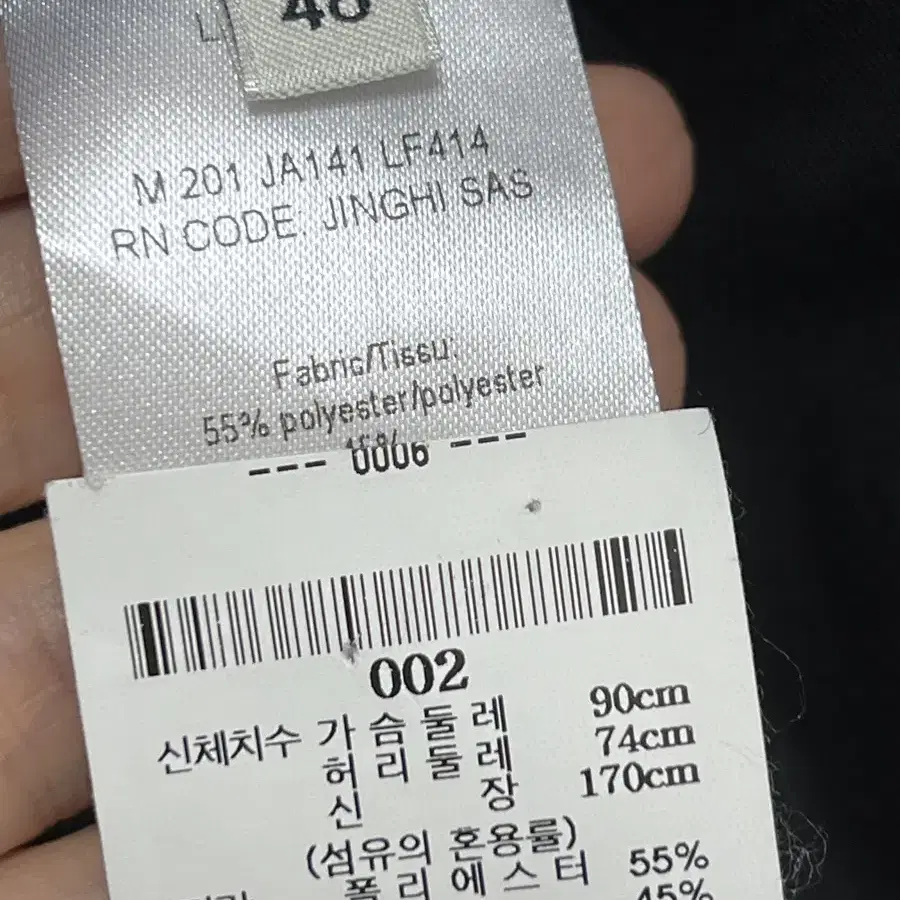 46
M 201 JA141 LF414
RN CODE: JINGHI SAS
Fabric/Tissu:
55% polyester/polyester
--- 0006 ---
002
신체치수 가슴둘레 90cm
허리둘레 74cm
신장 170cm
(섬유의 혼용률)
폴리에스터 55%
45%